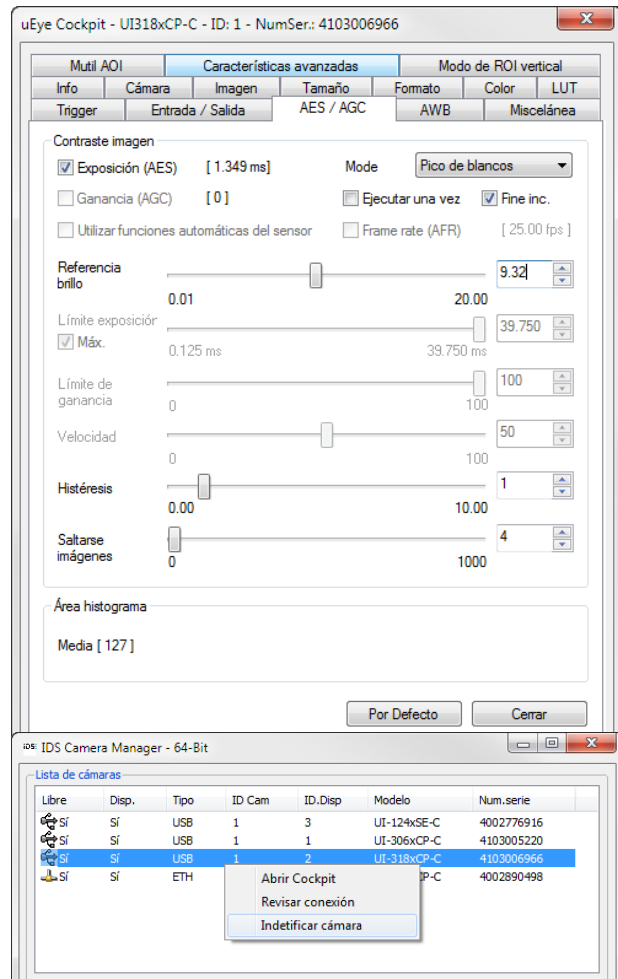 uEye Cockpit - UI318xCP-C - ID: 1 - NumSer.: 4103006966
Mutil AOI Características avanzadas Modo de ROI vertical
Info Cámara Imagen Tamaño Formato Color LUT
Trigger Entrada / Salida AES / AGC AWB Miscelánea
Contraste imagen
Exposición (AES) [ 1.349 ms] Mode Pico de blancos
Ganancia (AGC) [ 0 ] Ejecutar una vez Fine inc.
Utilizar funciones automáticas del sensor Frame rate (AFR) [ 25.00 fps ]
Referencia
brillo 9.32
0.01 20.00
Límite exposición 39.750
Máx. 0.125 ms 39.750 ms
Límite de
ganancia 100
0 100
Velocidad 50
0 100
Histéresis 1
0.00 10.00
Saltarse
imágenes 4
0 1000
Área histograma
Media [ 127 ]
Por Defecto Cerrar
IDS IDS Camera Manager - 64-Bit
Lista de cámaras
Libre Disp. Tipo ID Cam ID.Disp Modelo Num.serie
Sí Sí USB 1 3 UI-124xSE-C 4002776916
Sí Sí USB 1 1 UI-306xCP-C 4103005220
Sí Sí USB 1 2 UI-318xCP-C 4103006966
Sí Sí ETH P-C 4002890498
Abrir Cockpit
Revisar conexión
Indetificar cámara